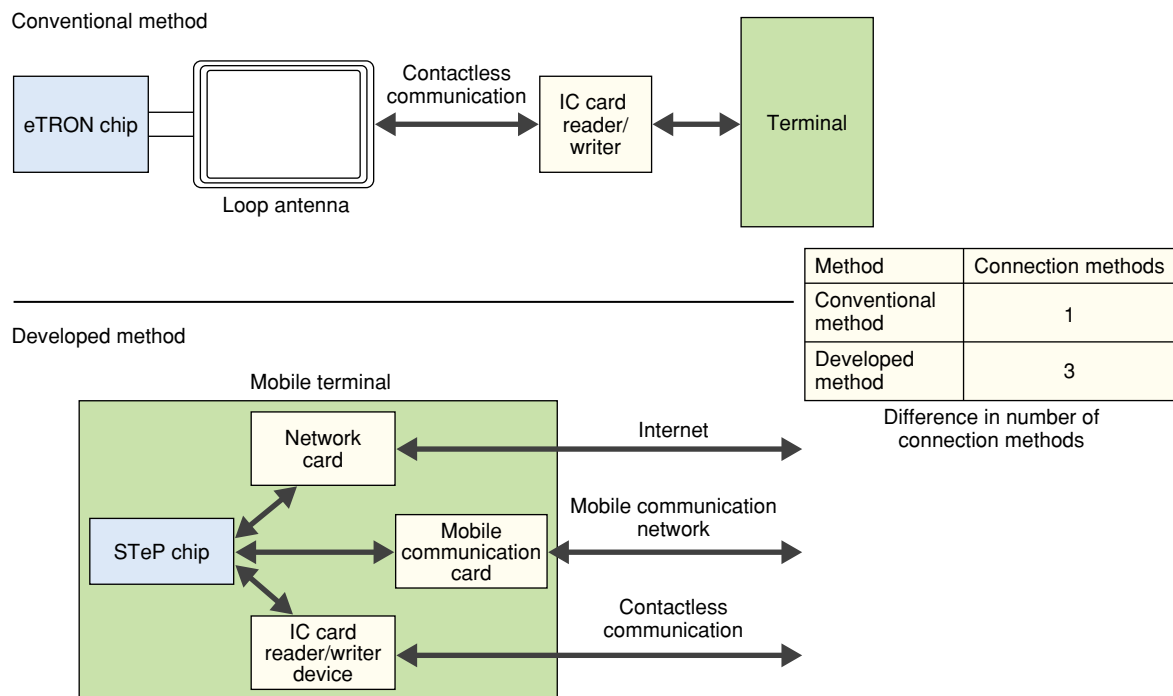 Conventional method
eTRON chip
Loop antenna
Contactless
communication
IC card
reader/
writer
Terminal
Method
Connection methods
Conventional
method
1
Developed
method
3
Difference in number of
connection methods
Developed method
Mobile terminal
Network
card
Internet
STeP chip
Mobile
communication
card
Mobile communication
network
IC card
reader/writer
device
Contactless
communication